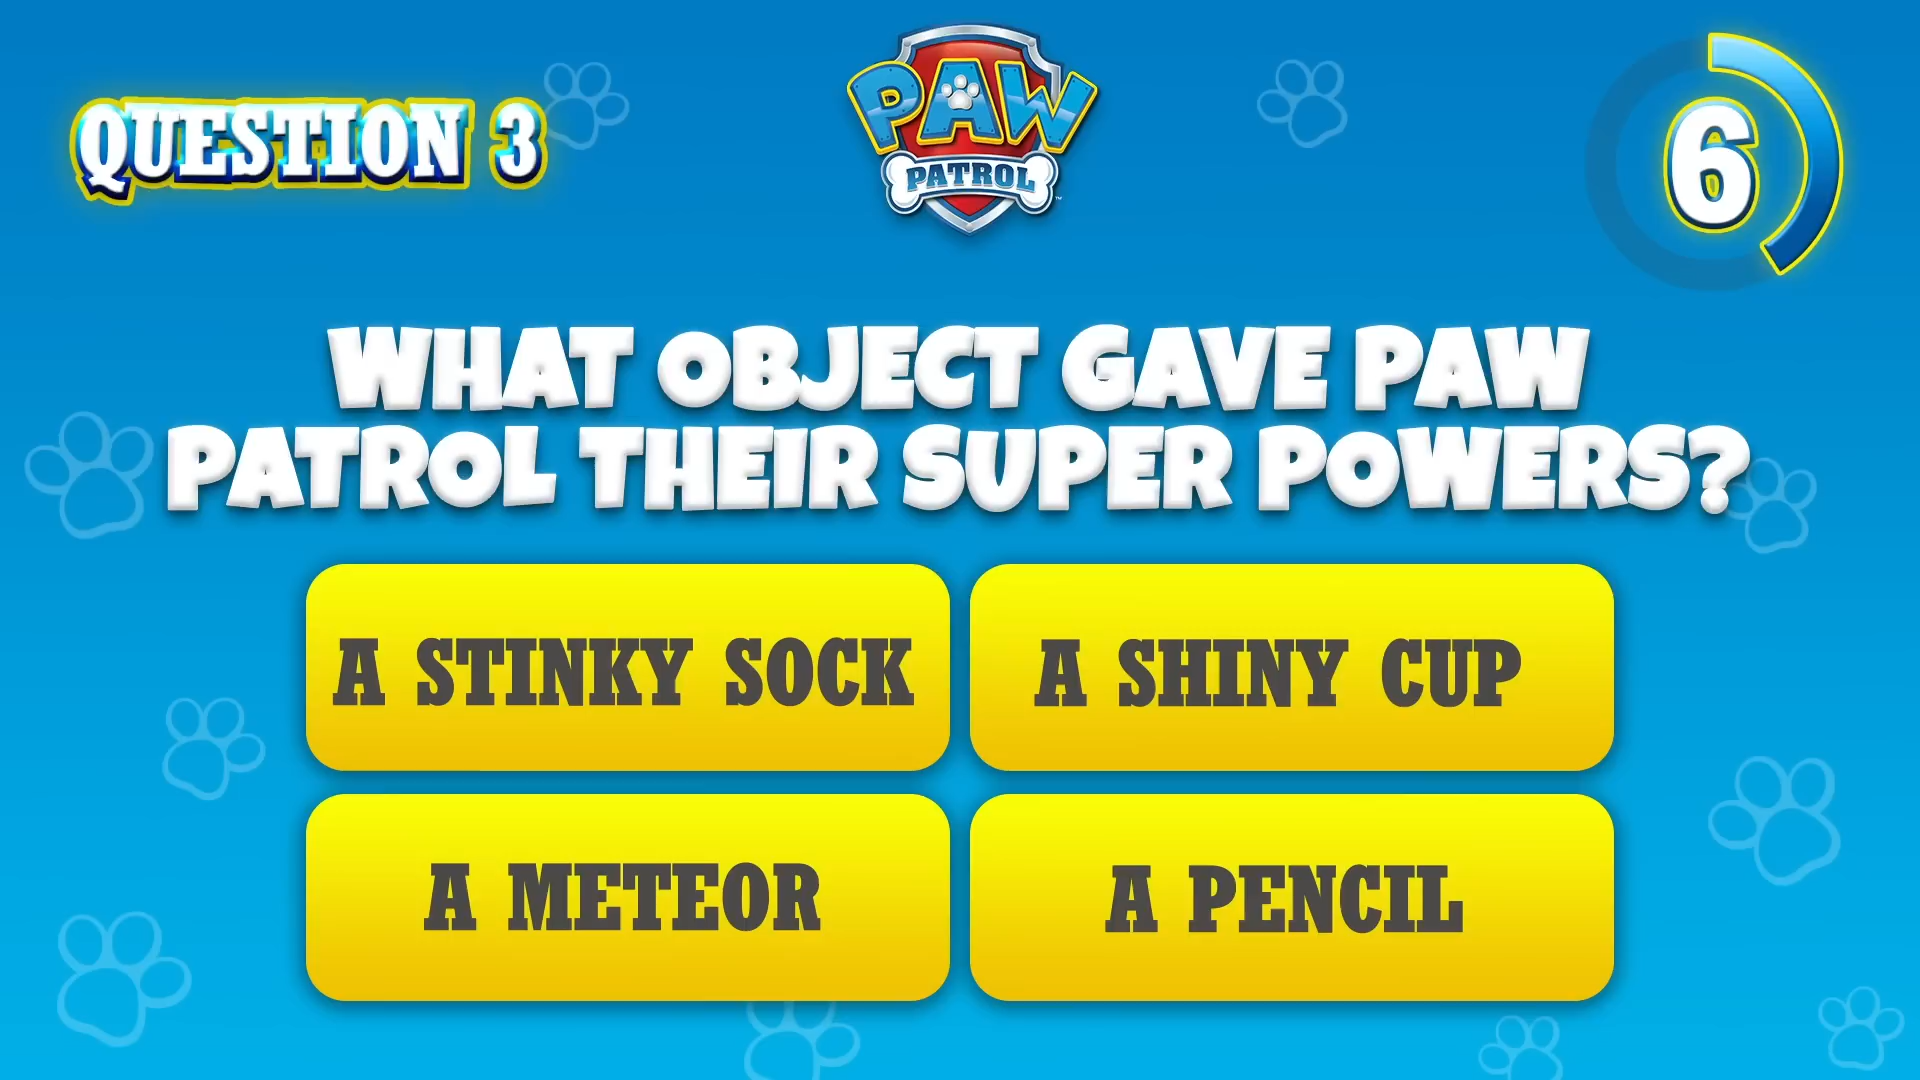 QUESTION 3
PAW
PATROL
6
WHAT OBJECT GAVE PAW
PATROL THEIR SUPER POWERS?
A STINKY SOCK
A SHINY CUP
A METEOR
A PENCIL